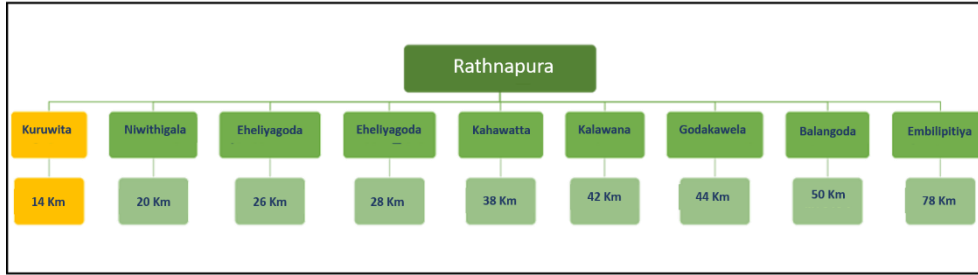 Rathnapura
Kuruwita Niwithigala Eheliyagoda Eheliyagoda Kahawatta Kalawana Godakawela Balangoda Embilipitiya
14 Km 20 Km 26 Km 28 Km 38 Km 42 Km 44 Km 50 Km 78 Km